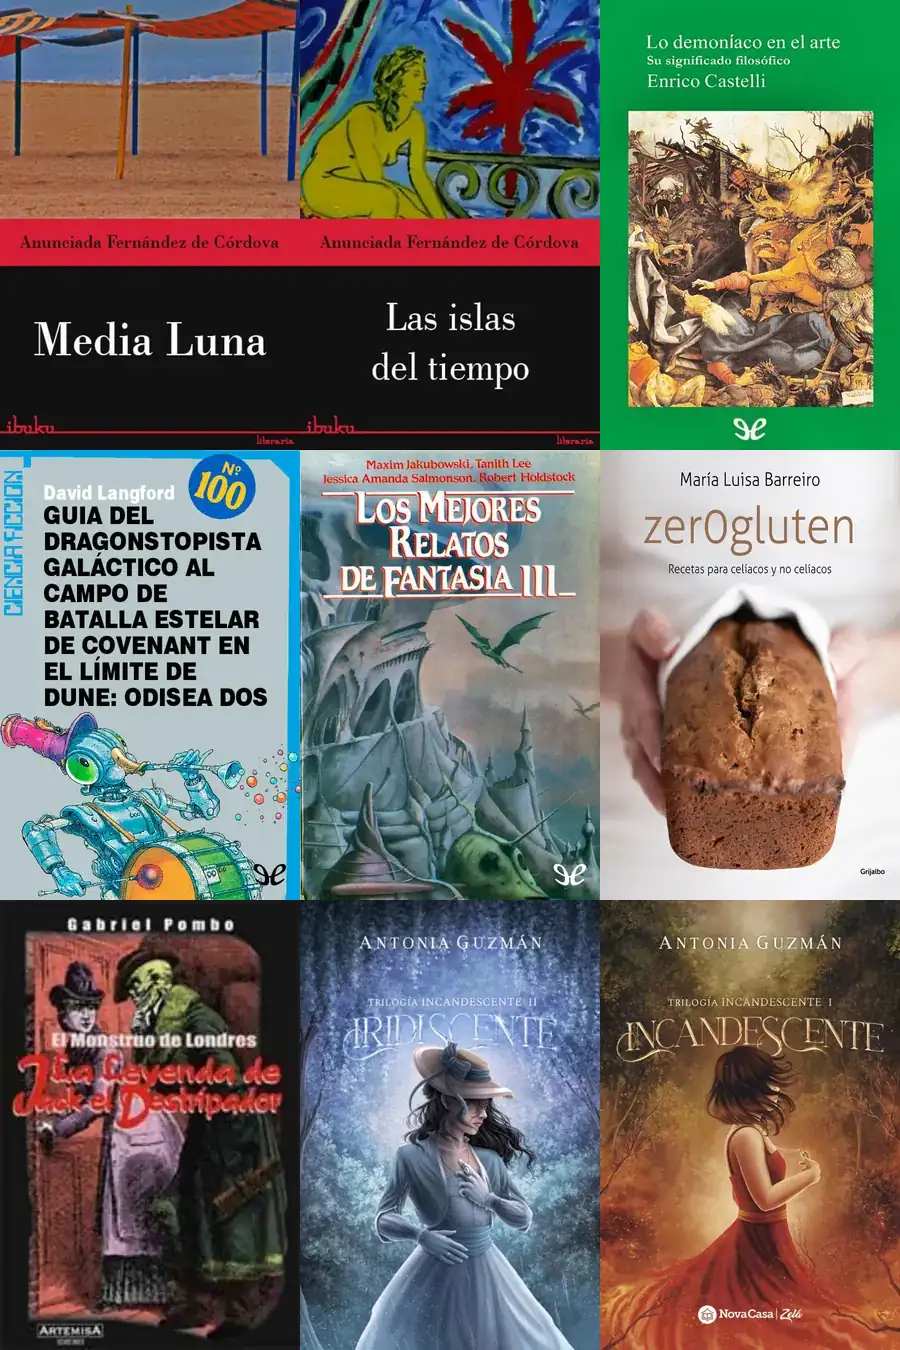 Anunciada Fernández de Córdova
Media Luna
ibuku
literaria
Anunciada Fernández de Córdova
Las islas
del tiempo
ibuku
literaria
Lo demoníaco en el arte
Su significado filosófico
Enrico Castelli
CIENCIA FICCION
Nº
100
David Langford
GUIA DEL
DRAGONSTOPISTA
GALÁCTICO AL
CAMPO DE
BATALLA ESTELAR
DE COVENANT EN
EL LÍMITE DE
DUNE: ODISEA DOS
Maxim Jakubowski, Tanith Lee
Jessica Amanda Salmonson, Robert Holdstock
LOS MEJORES
RELATOS
DE FANTASIA III
María Luisa Barreiro
zer0gluten
Recetas para celíacos y no celíacos
Grijalbo
Gabriel Pombo
El Monstruo de Londres
La Leyenda de
Jack el Destripador
ARTEMISA
ANTONIA GUZMÁN
TRILOGÍA INCANDESCENTE II
IRIDISCENTE
ANTONIA GUZMÁN
TRILOGÍA INCANDESCENTE I
INCANDESCENTE
NovaCasa | Zelá